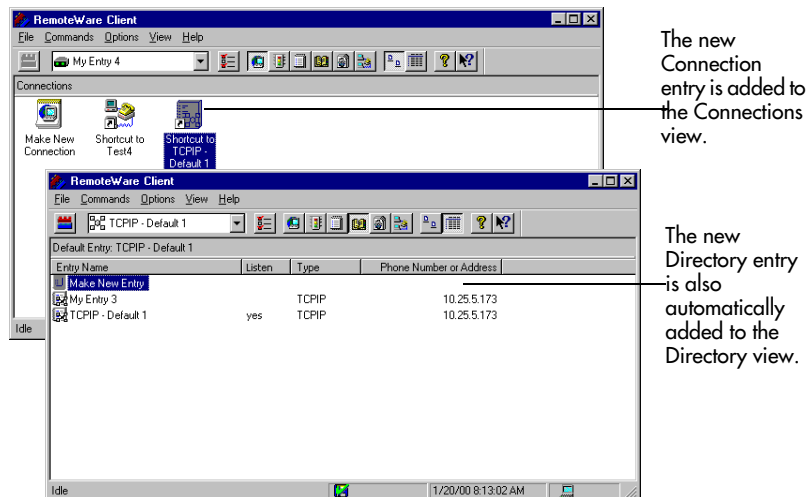 RemoteWare Client
File Commands Options View Help
My Entry 4
Connections
Make New
Connection
Shortcut to
Test4
Shortcut to
TCPIP -
Default 1
The new
Connection
entry is added to
the Connections
view.
Idle
RemoteWare Client
File Commands Options View Help
TCPIP - Default 1
Default Entry: TCPIP - Default 1
Entry Name Listen Type Phone Number or Address
Make New Entry
My Entry 3 TCPIP 10.25.5.173
TCPIP - Default 1 yes TCPIP 10.25.5.173
Idle 1/20/00 8:13:02 AM
The new
Directory entry
is also
automatically
added to the
Directory view.